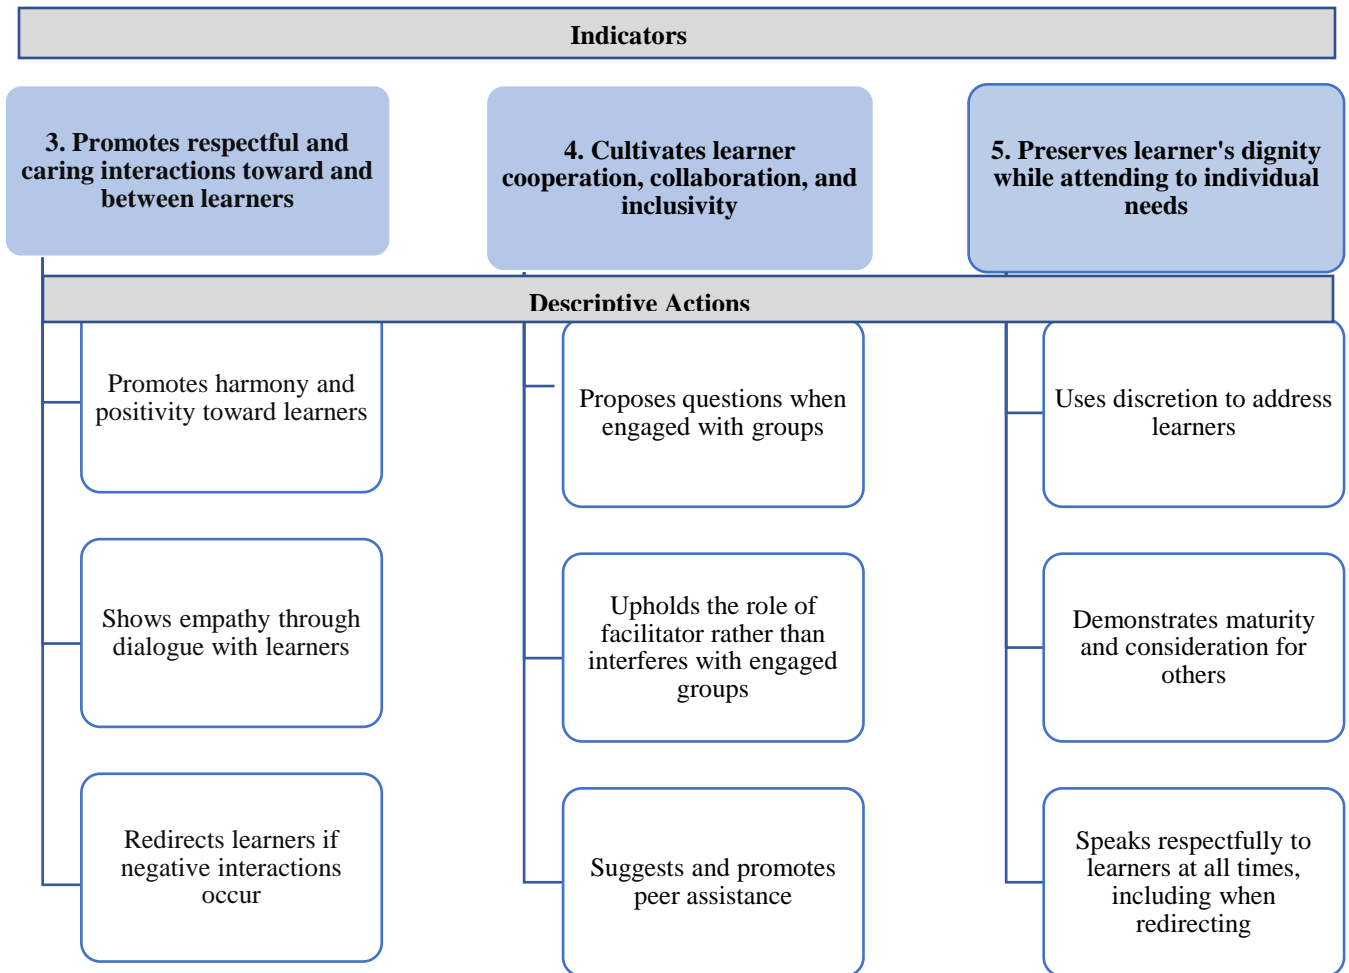 Indicators
3. Promotes respectful and
caring interactions toward and
between learners
4. Cultivates learner
cooperation, collaboration, and
inclusivity
5. Preserves learner's dignity
while attending to individual
needs
Descriptive Actions
Promotes harmony and
positivity toward learners
Proposes questions when
engaged with groups
Uses discretion to address
learners
Shows empathy through
dialogue with learners
Upholds the role of
facilitator rather than
interferes with engaged
groups
Demonstrates maturity
and consideration for
others
Redirects learners if
negative interactions
occur
Suggests and promotes
peer assistance
Speaks respectfully to
learners at all times,
including when
redirecting